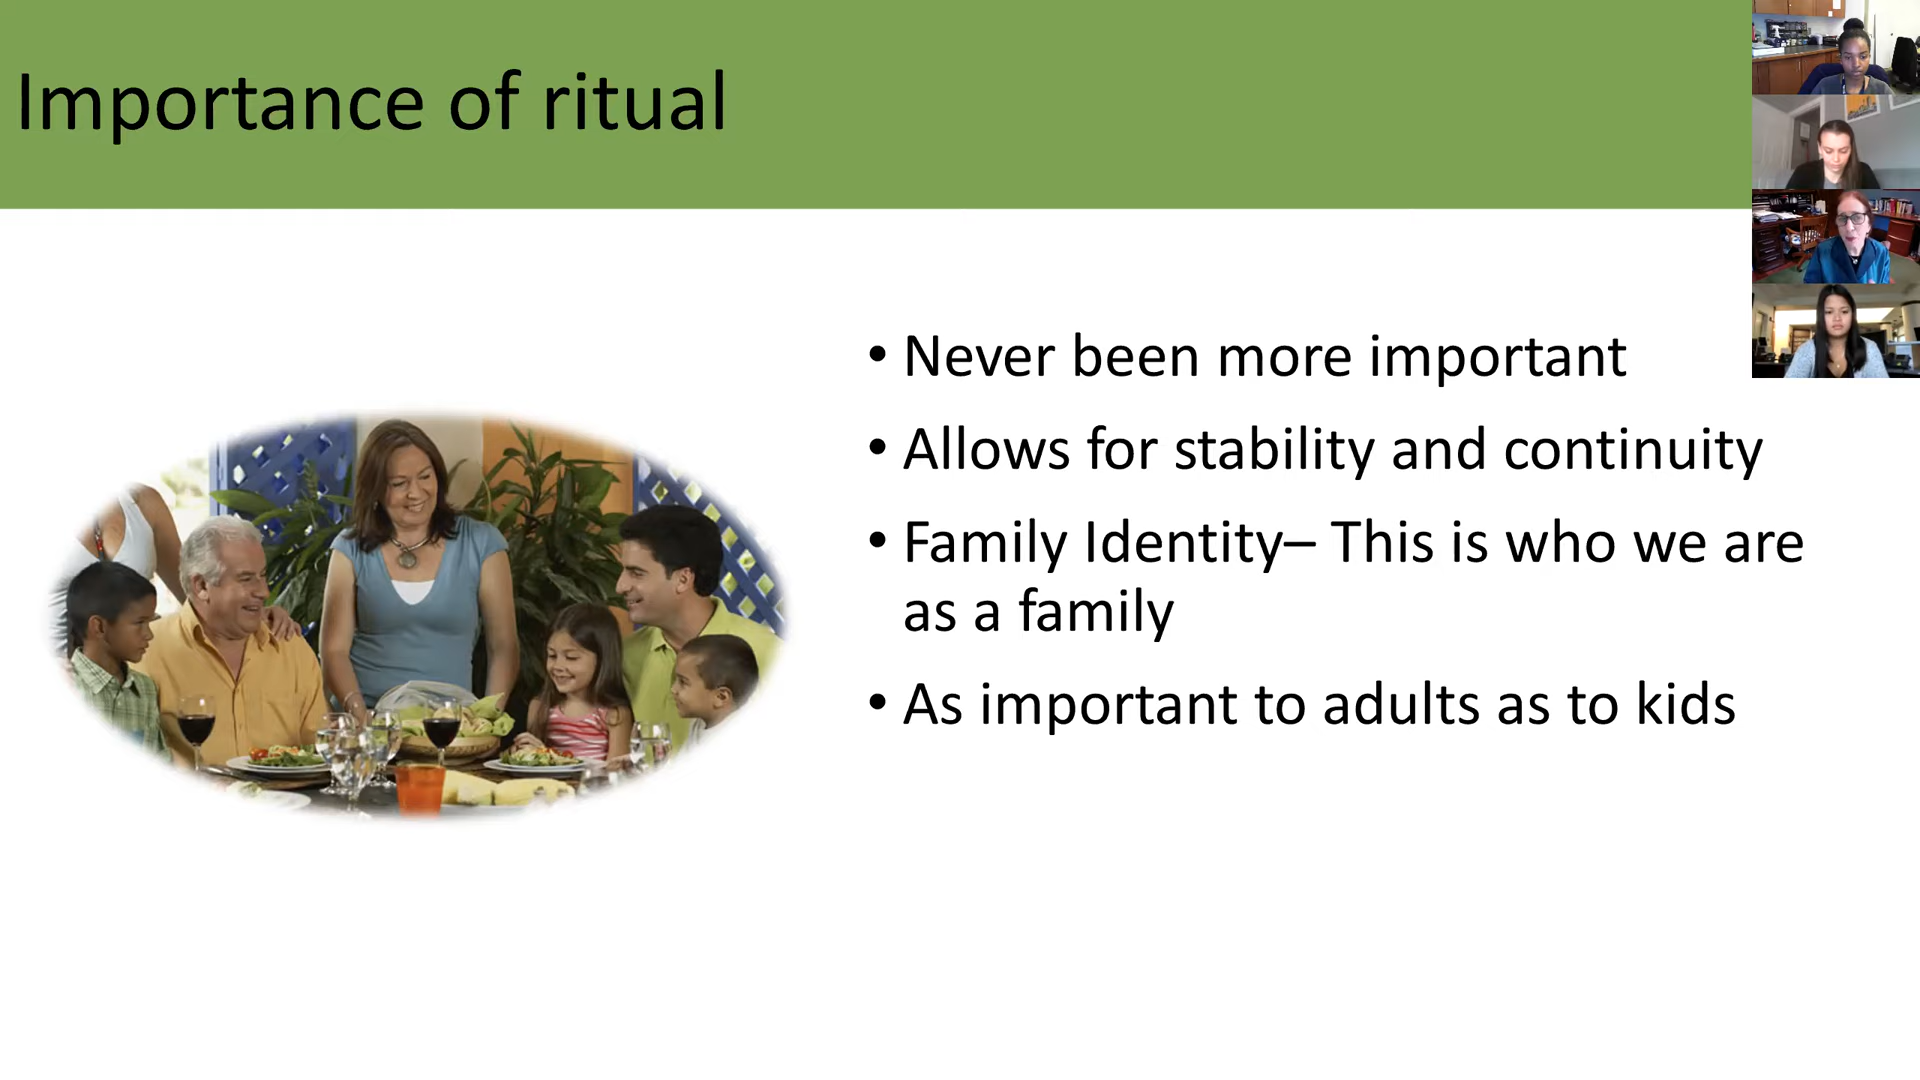 Importance of ritual
• Never been more important
• Allows for stability and continuity
• Family Identity– This is who we are
as a family
• As important to adults as to kids